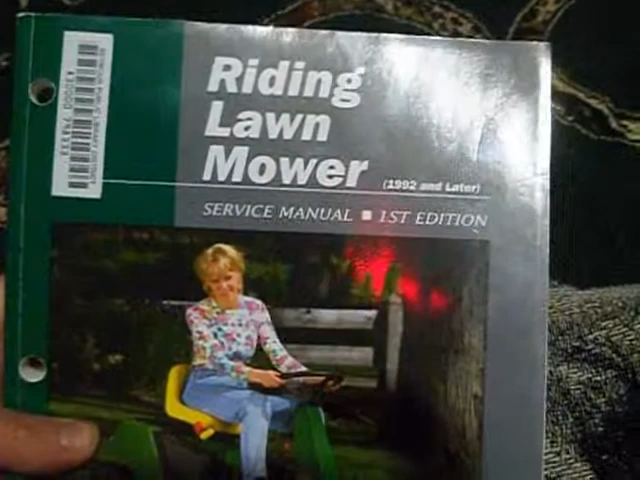 Riding
Lawn
Mower (1992 and Later)
SERVICE MANUAL ■ 1ST EDITION